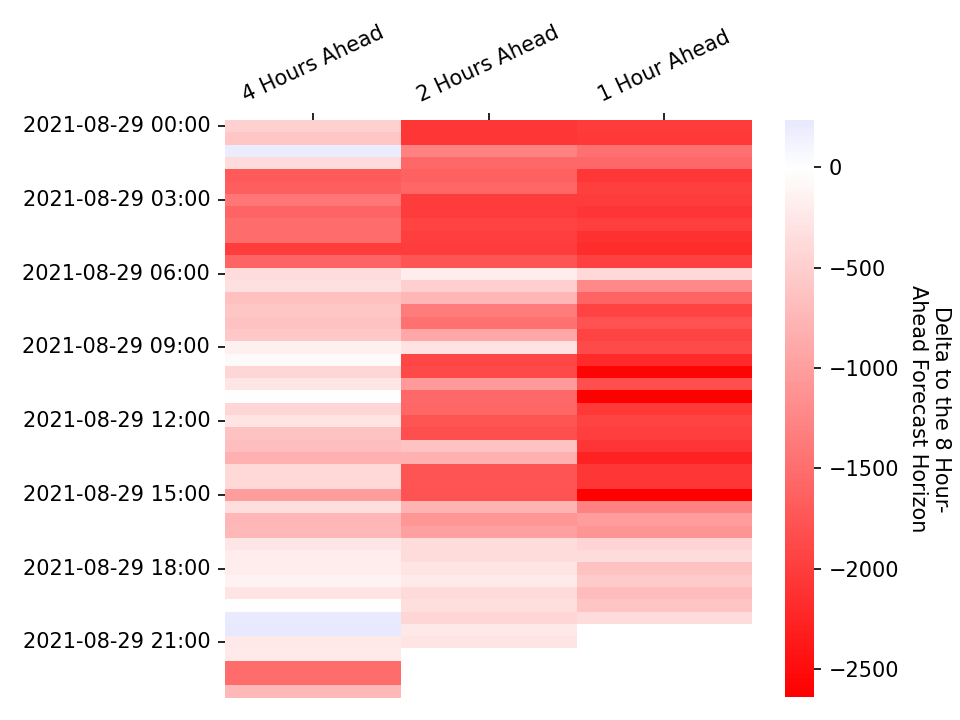 4 Hours Ahead
2 Hours Ahead
1 Hour Ahead
2021-08-29 00:00
2021-08-29 03:00
2021-08-29 06:00
2021-08-29 09:00
2021-08-29 12:00
2021-08-29 15:00
2021-08-29 18:00
2021-08-29 21:00
0
−500
−1000
−1500
−2000
−2500
Delta to the 8 Hour-
Ahead Forecast Horizon